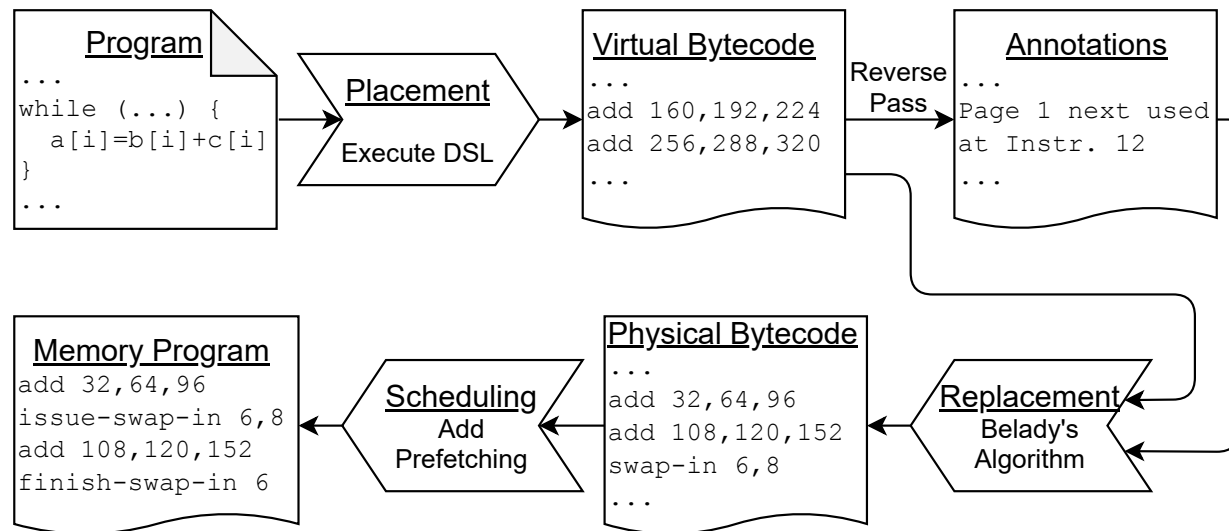 Program
...
while (...) {
  a[i]=b[i]+c[i]
}
...
Placement
Execute DSL
Virtual Bytecode
...
add 160,192,224
add 256,288,320
...
Reverse
Pass
Annotations
...
Page 1 next used
at Instr. 12
...
Memory Program
add 32,64,96
issue-swap-in 6,8
add 108,120,152
finish-swap-in 6
Scheduling
Add
Prefetching
Physical Bytecode
...
add 32,64,96
add 108,120,152
swap-in 6,8
...
Replacement
Belady's
Algorithm